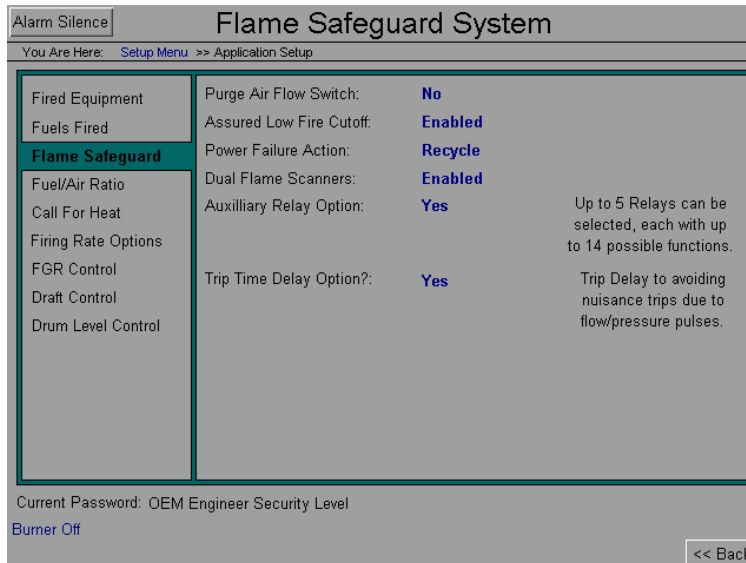 Alarm Silence
Flame Safeguard System
You Are Here: Setup Menu >> Application Setup
Fired Equipment
Fuels Fired
Flame Safeguard
Fuel/Air Ratio
Call For Heat
Firing Rate Options
FGR Control
Draft Control
Drum Level Control
Purge Air Flow Switch: No
Assured Low Fire Cutoff: Enabled
Power Failure Action: Recycle
Dual Flame Scanners: Enabled
Auxilliary Relay Option: Yes
Up to 5 Relays can be
selected, each with up
to 14 possible functions.
Trip Time Delay Option?: Yes
Trip Delay to avoiding
nuisance trips due to
flow/pressure pulses.
Current Password: OEM Engineer Security Level
Burner Off
<< Back